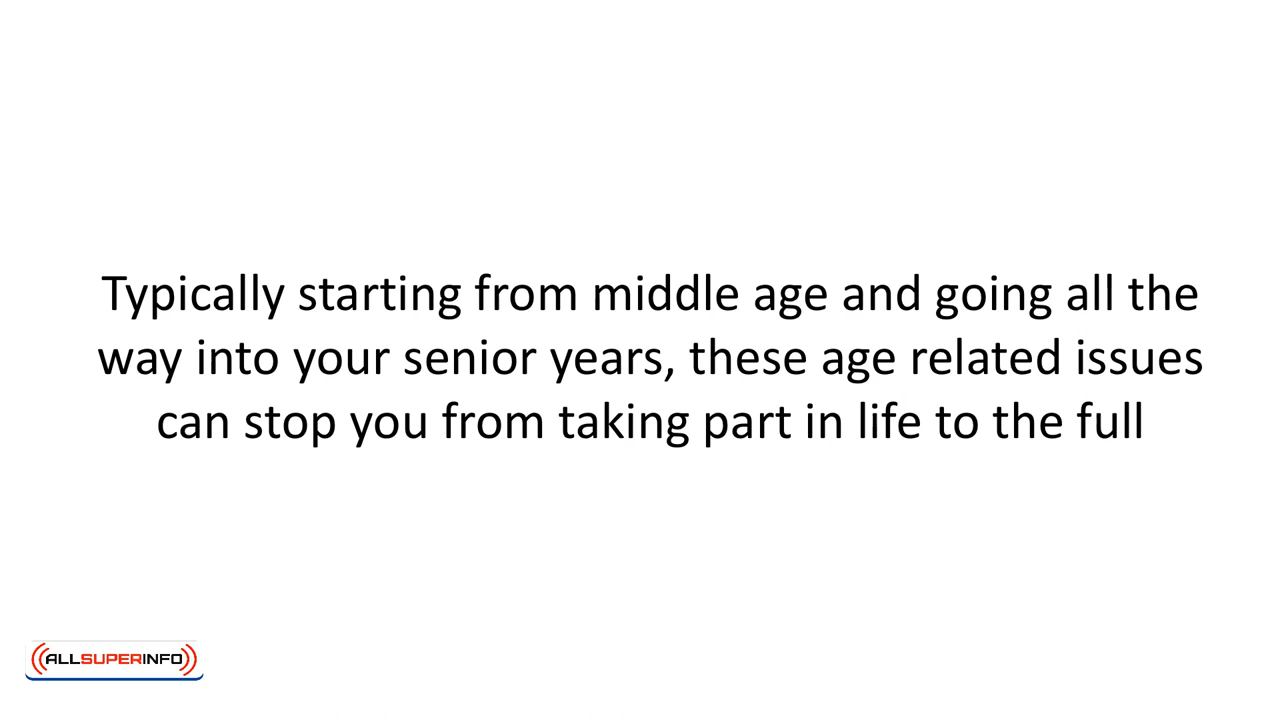 Typically starting from middle age and going all the
way into your senior years, these age related issues
can stop you from taking part in life to the full
ALLSUPERINFO